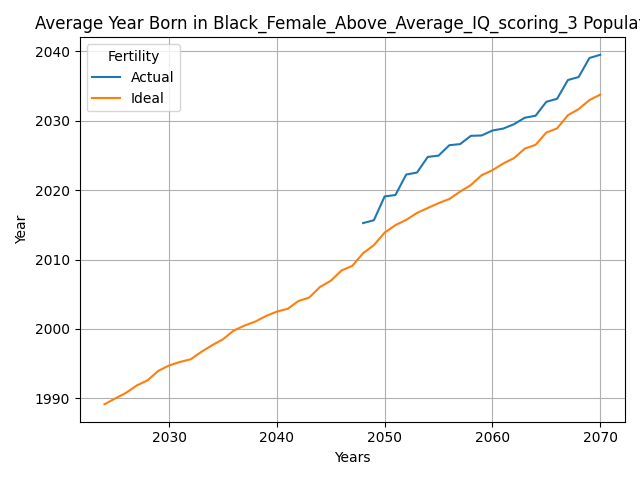 Average Year Born in Black_Female_Above_Average_IQ_scoring_3 Populat
Fertility
Actual
Ideal
2040
2030
2020
2010
2000
1990
Year
2030 2040 2050 2060 2070
Years